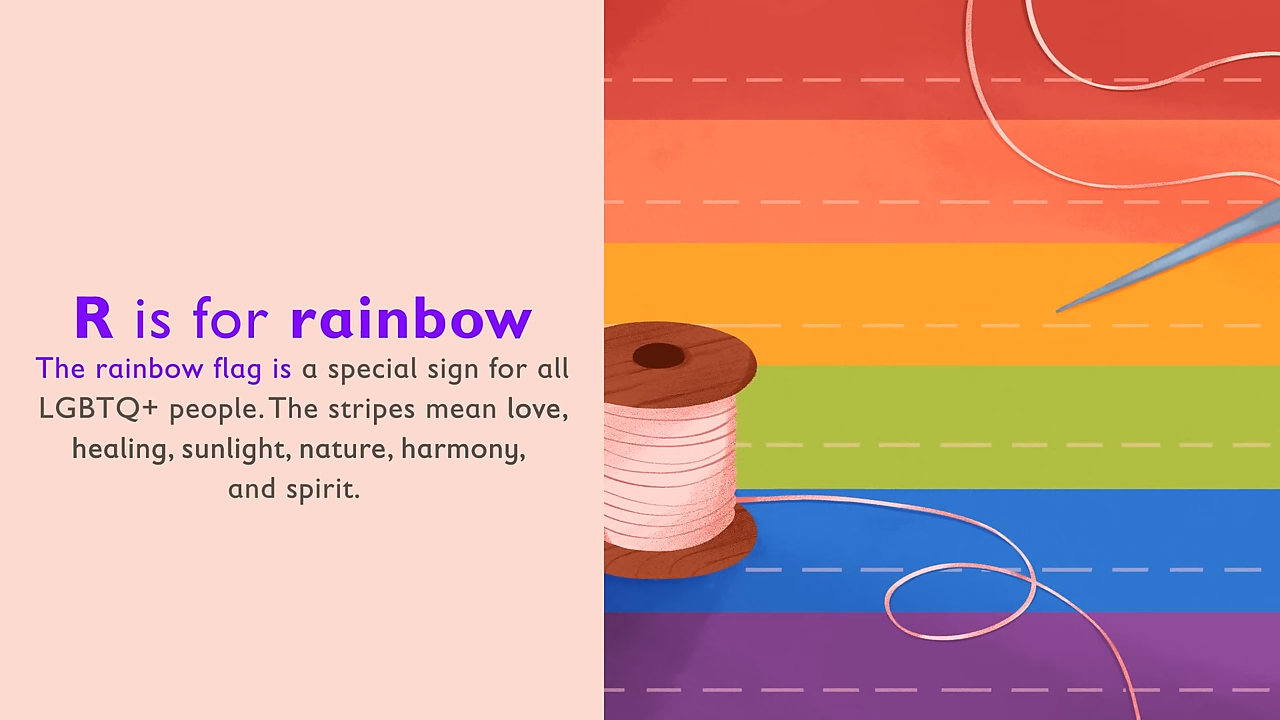 R is for rainbow
The rainbow flag is a special sign for all
LGBTQ+ people. The stripes mean love,
healing, sunlight, nature, harmony,
and spirit.